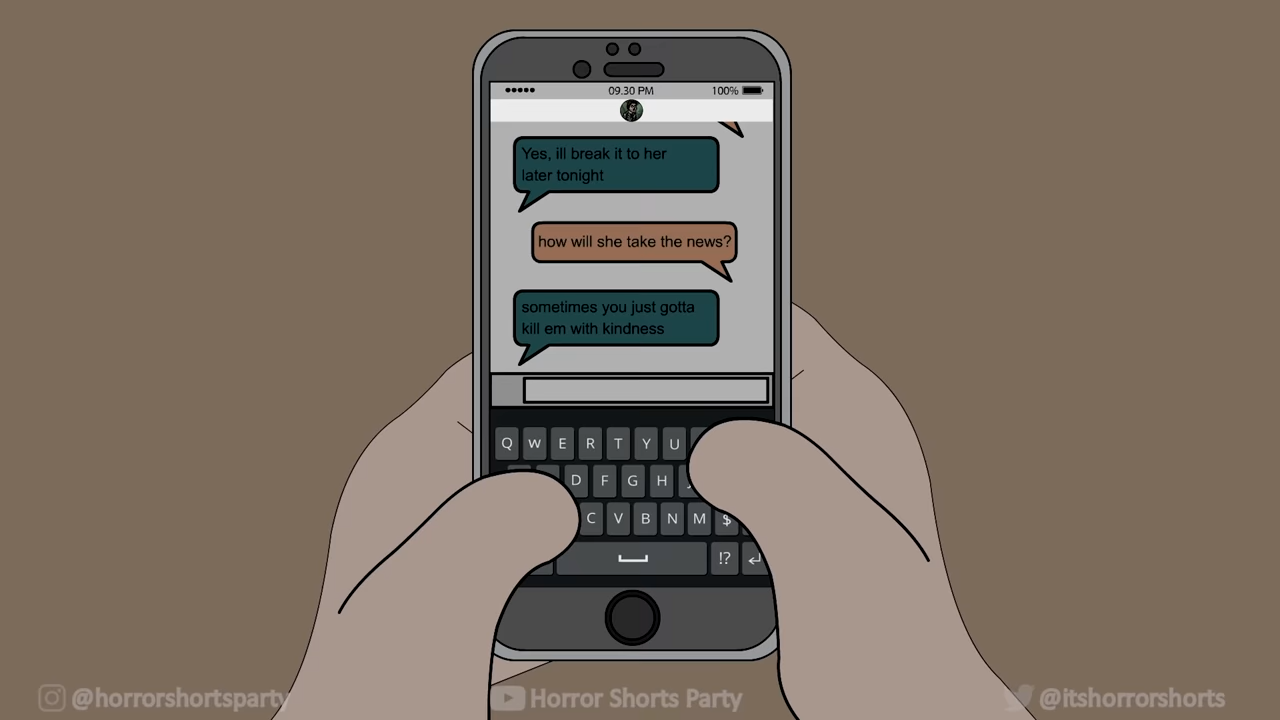 09.30 PM
100%
Yes, ill break it to her
later tonight
how will she take the news?
sometimes you just gotta
kill em with kindness
Q W E R T Y U
D F G H
C V B N M $
!?
@horrorshortsparty
Horror Shorts Party
@itshorrorshorts